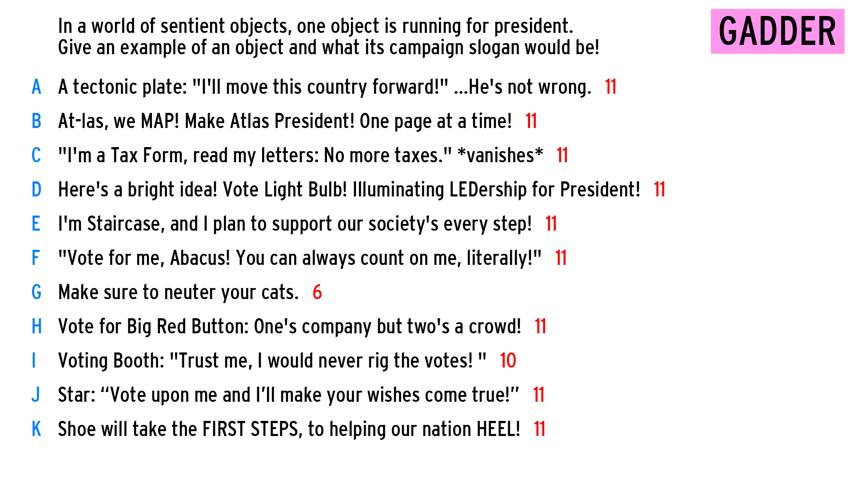 In a world of sentient objects, one object is running for president.
Give an example of an object and what its campaign slogan would be!
GADDER
A A tectonic plate: "I'll move this country forward!" ...He's not wrong. 11
B At-las, we MAP! Make Atlas President! One page at a time! 11
C "I'm a Tax Form, read my letters: No more taxes." *vanishes* 11
D Here's a bright idea! Vote Light Bulb! Illuminating LEDership for President! 11
E I'm Staircase, and I plan to support our society's every step! 11
F "Vote for me, Abacus! You can always count on me, literally!" 11
G Make sure to neuter your cats. 6
H Vote for Big Red Button: One's company but two's a crowd! 11
I Voting Booth: "Trust me, I would never rig the votes! " 10
J Star: “Vote upon me and I’ll make your wishes come true!” 11
K Shoe will take the FIRST STEPS, to helping our nation HEEL! 11